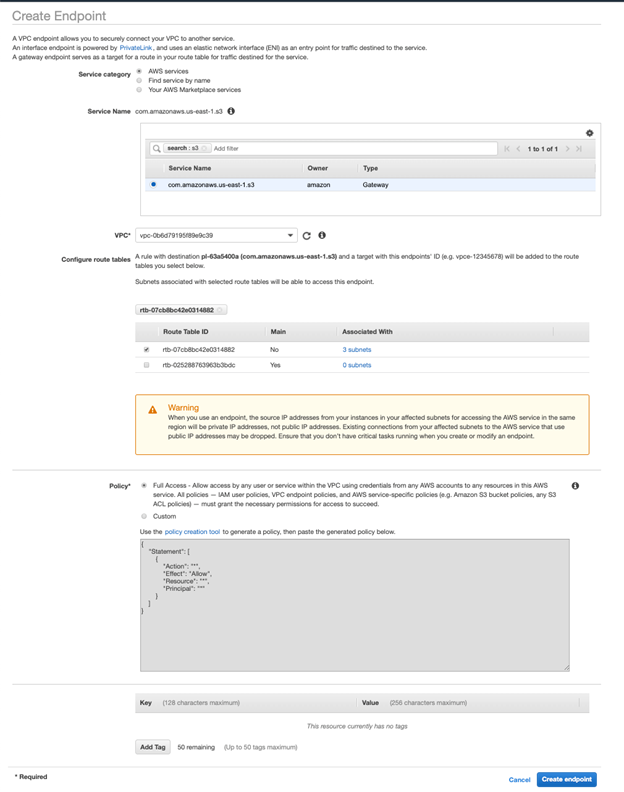 Create Endpoint
A VPC endpoint allows you to securely connect your VPC to another service.
An interface endpoint is powered by PrivateLink, and uses an elastic network interface (ENI) as an entry point for traffic destined to the service.
A gateway endpoint serves as a target for a route in your route table for traffic destined for the service.
Service category
AWS services
Find service by name
Your AWS Marketplace services
Service Name com.amazonaws.us-east-1.s3
search : s3 Add filter
1 to 1 of 1
Service Name Owner Type
com.amazonaws.us-east-1.s3 amazon Gateway
VPC* vpc-0b6d79195f89e9c39
Configure route tables A rule with destination pl-63a5400a (com.amazonaws.us-east-1.s3) and a target with this endpoints' ID (e.g. vpce-12345678) will be added to the route
tables you select below.
Subnets associated with selected route tables will be able to access this endpoint.
rtb-07cb8bc42e0314882
Route Table ID Main Associated With
rtb-07cb8bc42e0314882 No 3 subnets
rtb-025288763963b3bdc Yes 0 subnets
Warning
When you use an endpoint, the source IP addresses from your instances in your affected subnets for accessing the AWS service in the same
region will be private IP addresses, not public IP addresses. Existing connections from your affected subnets to the AWS service that use
public IP addresses may be dropped. Ensure that you don't have critical tasks running when you create or modify an endpoint.
Policy* Full Access - Allow access by any user or service within the VPC using credentials from any AWS accounts to any resources in this AWS
service. All policies — IAM user policies, VPC endpoint policies, and AWS service-specific policies (e.g. Amazon S3 bucket policies, any S3
ACL policies) — must grant the necessary permissions for access to succeed.
Custom
Use the policy creation tool to generate a policy, then paste the generated policy below.
{
"Statement": [
{
"Action": "*",
"Effect": "Allow",
"Resource": "*",
"Principal": "*"
}
]
}
Key (128 characters maximum) Value (256 characters maximum)
This resource currently has no tags
Add Tag 50 remaining (Up to 50 tags maximum)
* Required
Cancel Create endpoint